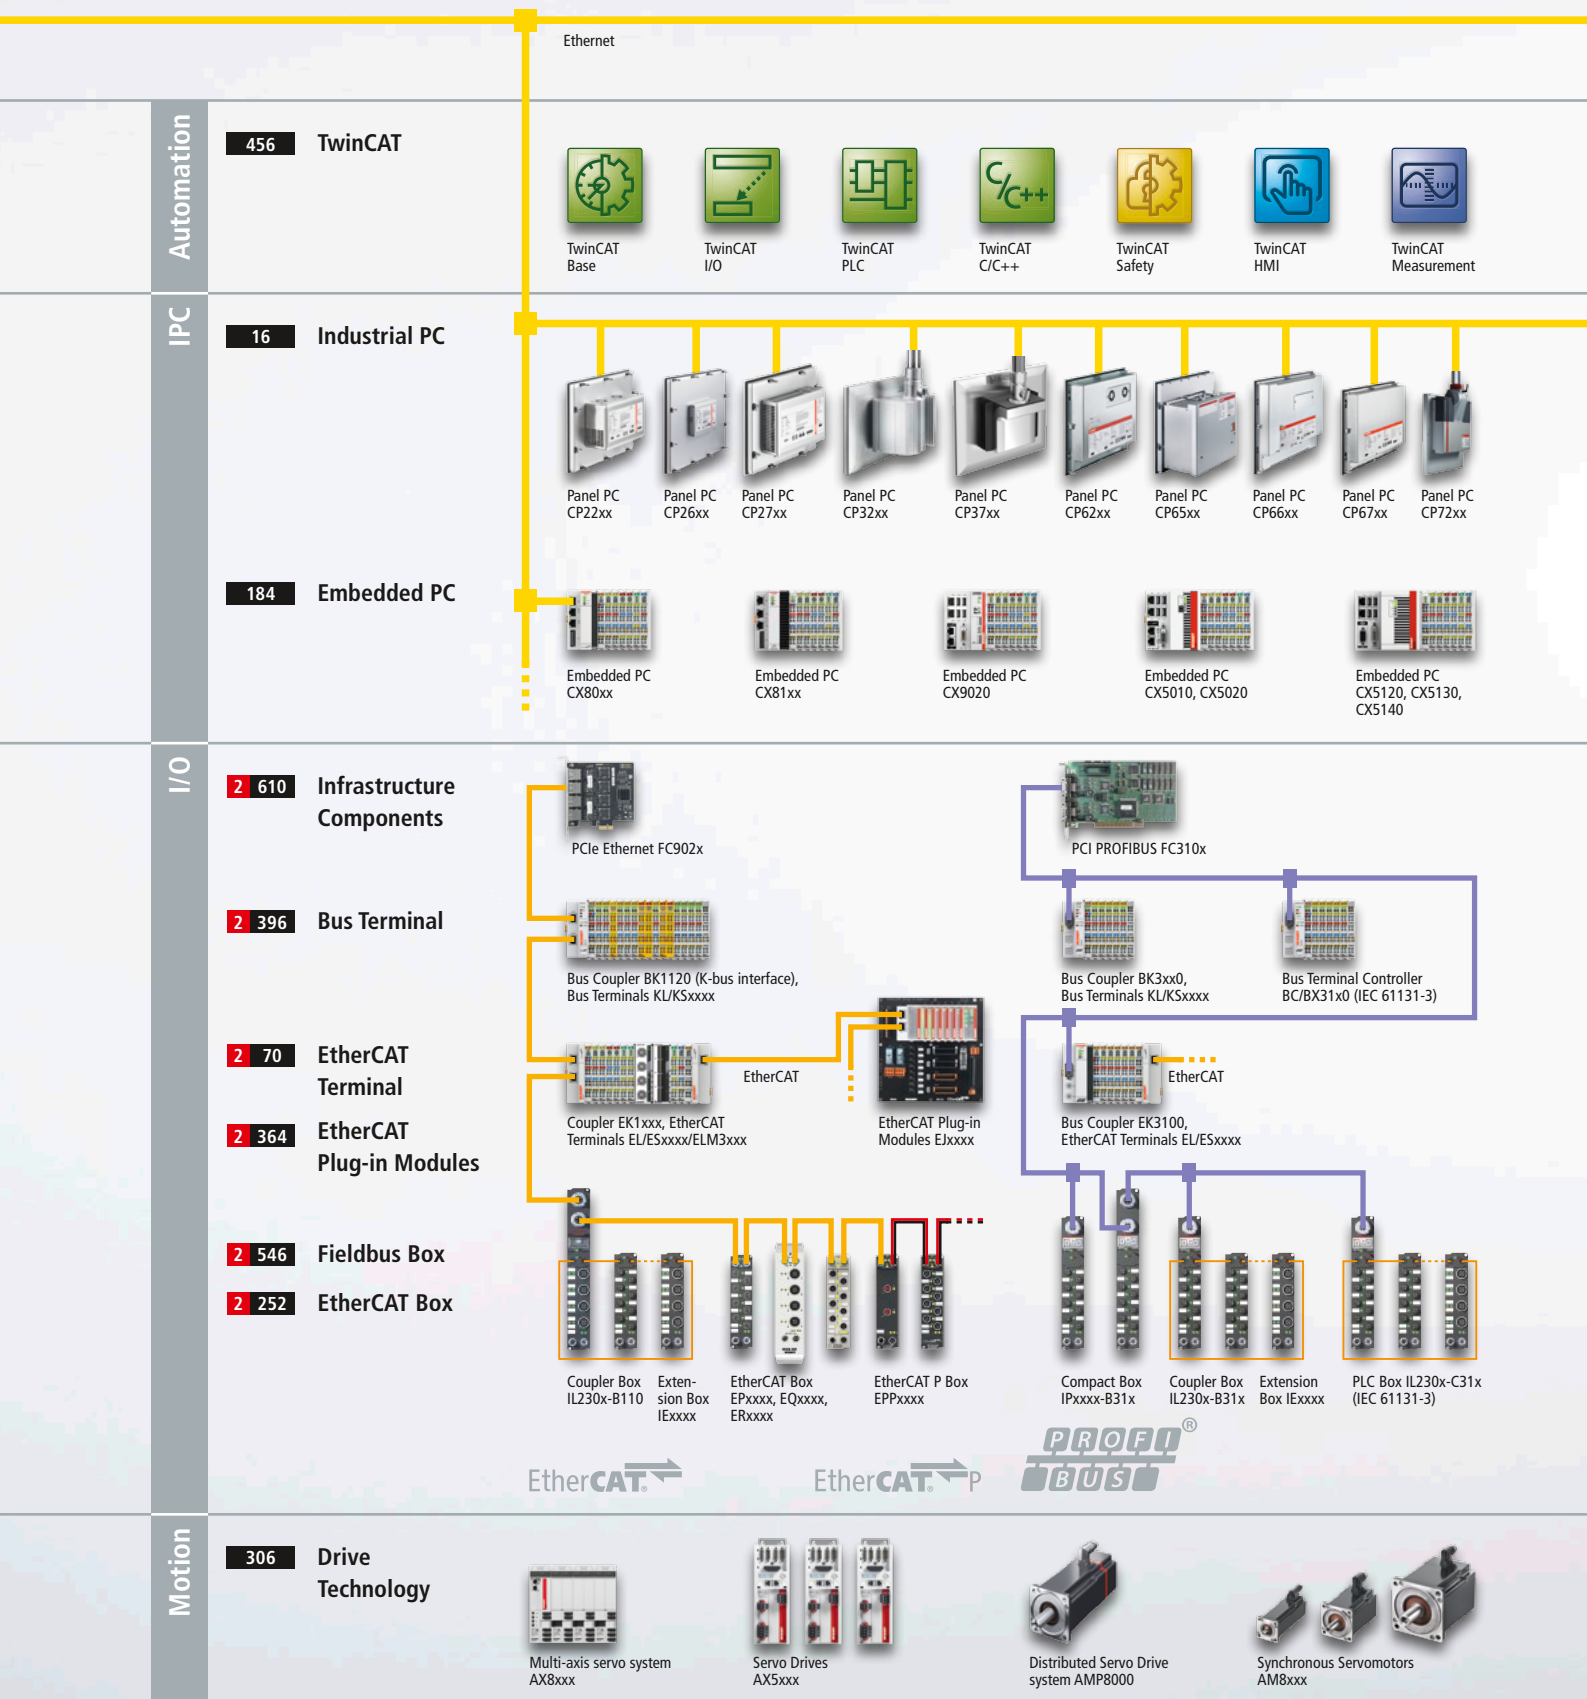 Ethernet
Automation
456 TwinCAT
TwinCAT
Base
TwinCAT
I/O
TwinCAT
PLC
C/C++
TwinCAT
C/C++
TwinCAT
Safety
TwinCAT
HMI
TwinCAT
Measurement
IPC
16 Industrial PC
Panel PC
CP22xx
Panel PC
CP26xx
Panel PC
CP27xx
Panel PC
CP32xx
Panel PC
CP37xx
Panel PC
CP62xx
Panel PC
CP65xx
Panel PC
CP66xx
Panel PC
CP67xx
Panel PC
CP72xx
184 Embedded PC
Embedded PC
CX80xx
Embedded PC
CX81xx
Embedded PC
CX9020
Embedded PC
CX5010, CX5020
Embedded PC
CX5120, CX5130,
CX5140
I/O
2 610 Infrastructure
Components
PCIe Ethernet FC902x
PCI PROFIBUS FC310x
2 396 Bus Terminal
Bus Coupler BK1120 (K-bus interface),
Bus Terminals KL/KSxxxx
Bus Coupler BK3xx0,
Bus Terminals KL/KSxxxx
Bus Terminal Controller
BC/BX31x0 (IEC 61131-3)
2 70 EtherCAT
Terminal
EtherCAT
EtherCAT
Coupler EK1xxx, EtherCAT
Terminals EL/ESxxxx/ELM3xxx
EtherCAT Plug-in
Modules EJxxxx
Bus Coupler EK3100,
EtherCAT Terminals EL/ESxxxx
2 364 EtherCAT
Plug-in Modules
2 546 Fieldbus Box
2 252 EtherCAT Box
Coupler Box
IL230x-B110
Exten-
sion Box
IExxxx
EtherCAT Box
EPxxxx, EQxxxx,
ERxxxx
EtherCAT P Box
EPPxxxx
Compact Box
IPxxxx-B31x
Coupler Box
IL230x-B31x
Extension
Box IExxxx
PLC Box IL230x-C31x
(IEC 61131-3)
EtherCAT®
EtherCAT® P
PROFI®
BUS
Motion
306 Drive
Technology
Multi-axis servo system
AX8xxx
Servo Drives
AX5xxx
Distributed Servo Drive
system AMP8000
Synchronous Servomotors
AM8xxx